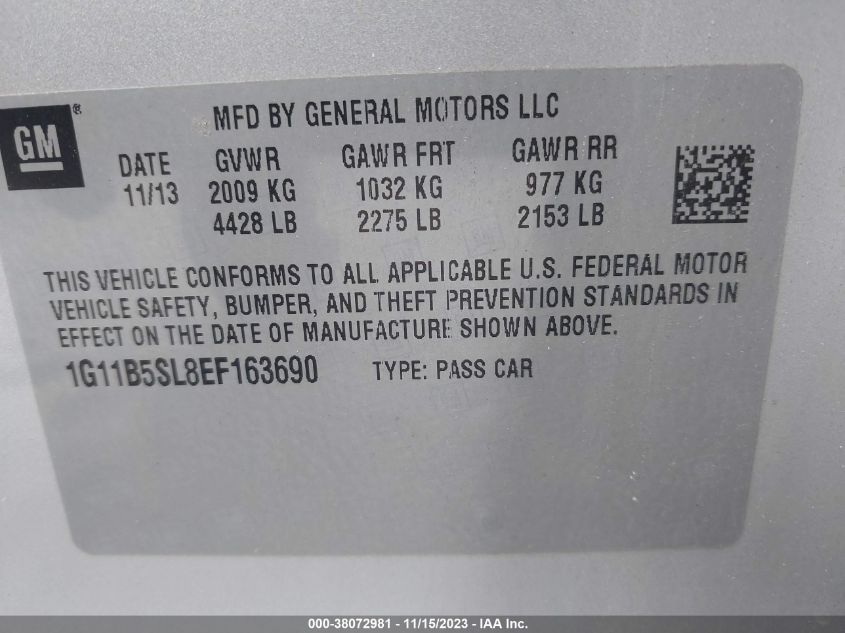 GM®
MFD BY GENERAL MOTORS LLC
DATE GVWR GAWR FRT GAWR RR
11/13 2009 KG 1032 KG 977 KG
4428 LB 2275 LB 2153 LB
THIS VEHICLE CONFORMS TO ALL APPLICABLE U.S. FEDERAL MOTOR
VEHICLE SAFETY, BUMPER, AND THEFT PREVENTION STANDARDS IN
EFFECT ON THE DATE OF MANUFACTURE SHOWN ABOVE.
1G11B5SL8EF163690 TYPE: PASS CAR
000-38072981 - 11/15/2023 - IAA Inc.